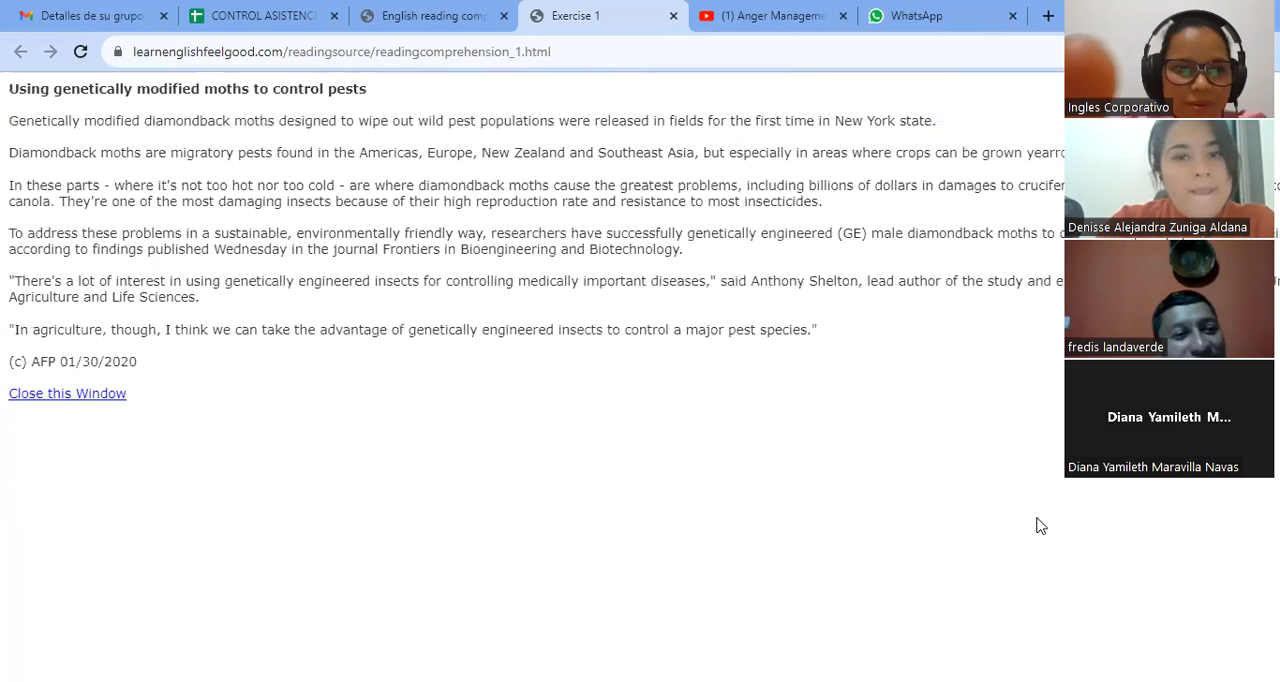 Detalles de su grupo
CONTROL ASISTENC
English reading com
Exercise 1
(1) Anger Manageme
WhatsApp
learnenglishfeelgood.com/readingsource/readingcomprehension_1.html
Using genetically modified moths to control pests
Genetically modified diamondback moths designed to wipe out wild pest populations were released in fields for the first time in New York state.
Diamondback moths are migratory pests found in the Americas, Europe, New Zealand and Southeast Asia, but especially in areas where crops can be grown yearro
In these parts - where it's not too hot nor too cold - are where diamondback moths cause the greatest problems, including billions of dollars in damages to crucifer
canola. They're one of the most damaging insects because of their high reproduction rate and resistance to most insecticides.
To address these problems in a sustainable, environmentally friendly way, researchers have successfully genetically engineered (GE) male diamondback moths to
according to findings published Wednesday in the journal Frontiers in Bioengineering and Biotechnology.
"There's a lot of interest in using genetically engineered insects for controlling medically important diseases," said Anthony Shelton, lead author of the study and
Agriculture and Life Sciences.
"In agriculture, though, I think we can take the advantage of genetically engineered insects to control a major pest species."
(c) AFP 01/30/2020
Close this Window
Ingles Corporativo
Denisse Alejandra Zuniga Aldana
fredis landaverde
Diana Yamileth M...
Diana Yamileth Maravilla Navas